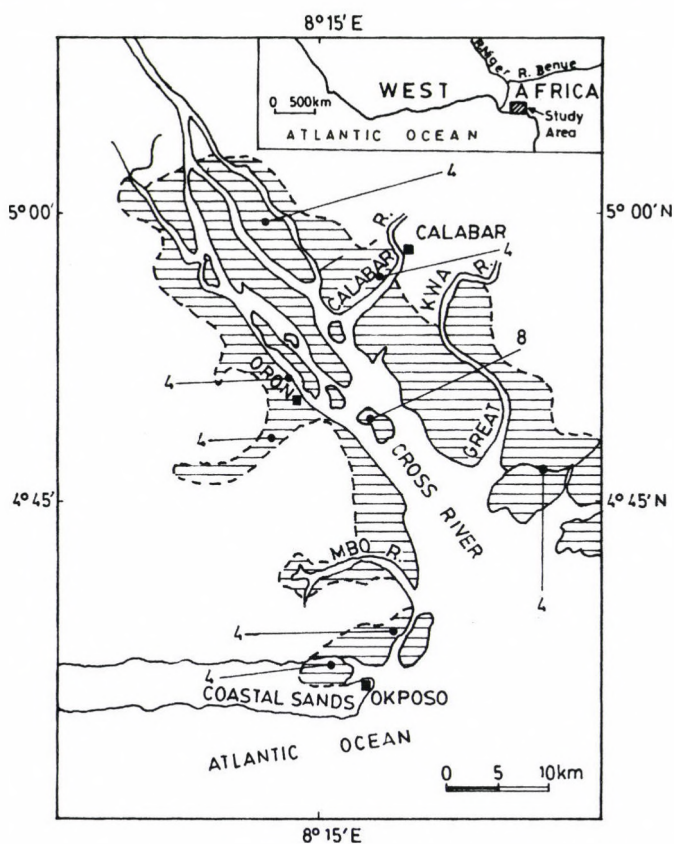 8° 15´ E
R. Niger
R. Benue
WEST AFRICA
0 500km
Study
Area
ATLANTIC OCEAN
5° 00´
5° 00´N
4
CALABAR R.
CALABAR
4
KWA R.
8
4
ORON
4
GREAT
CROSS RIVER
4° 45´
4° 45´N
MBO R.
4
4
4
COASTAL SANDS
OKPOSO
ATLANTIC OCEAN
0 5 10km
8° 15´E